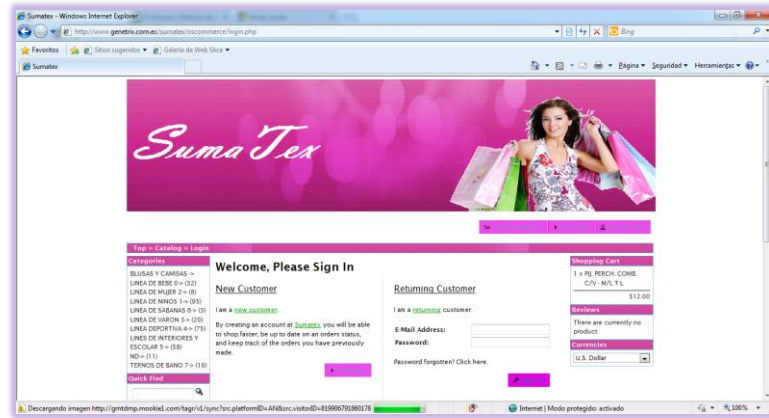 Sumatex - Windows Internet Explorer
http://www.genetrix.com.ec/sumatex/oscommerce/login.php
Bing
Favoritos
Sitios sugeridos
Galería de Web Slice
Sumatex
Página
Seguridad
Herramientas
Suma Tex
Top » Catalog » Login
Categories
BLUSAS Y CAMISAS ->
LINEA DE BEBE 0-> (32)
LINEA DE MUJER 2-> (8)
LINEA DE NINOS 1-> (95)
LINEA DE SABANAS 6-> (3)
LINEA DE VARON 3-> (20)
LINEA DEPORTIVA 4-> (75)
LINES DE INTERIORES Y
ESCOLAR 5-> (58)
ND-> (11)
TERNOS DE BANO 7-> (10)
Quick Find
Welcome, Please Sign In
New Customer
I am a new customer.
By creating an account at Sumatex you will be
able to shop faster, be up to date on an orders status,
and keep track of the orders you have previously
made.
Returning Customer
I am a returning customer.
E-Mail Address:
Password:
Password forgotten? Click here.
Shopping Cart
1 x PIJ. PERCH. COMB.
C/V - M/L T L
$12.00
Reviews
There are currently no
product
Currencies
U.S. Dollar
Descargando imagen http://gmtdmp.mookie1.com/tagr/v1/sync?src.platformID=AN&src.visitorID=819906791860178
Internet | Modo protegido: activado
100%